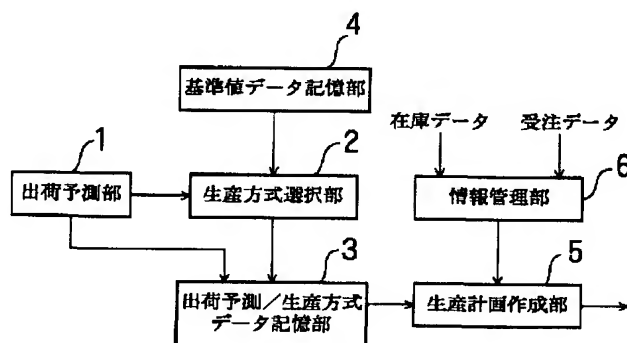 4
基準値データ記憶部
在庫データ
受注データ
1
2
6
出荷予測部
生産方式選択部
情報管理部
3
5
出荷予測/生産方式
データ記憶部
生産計画作成部